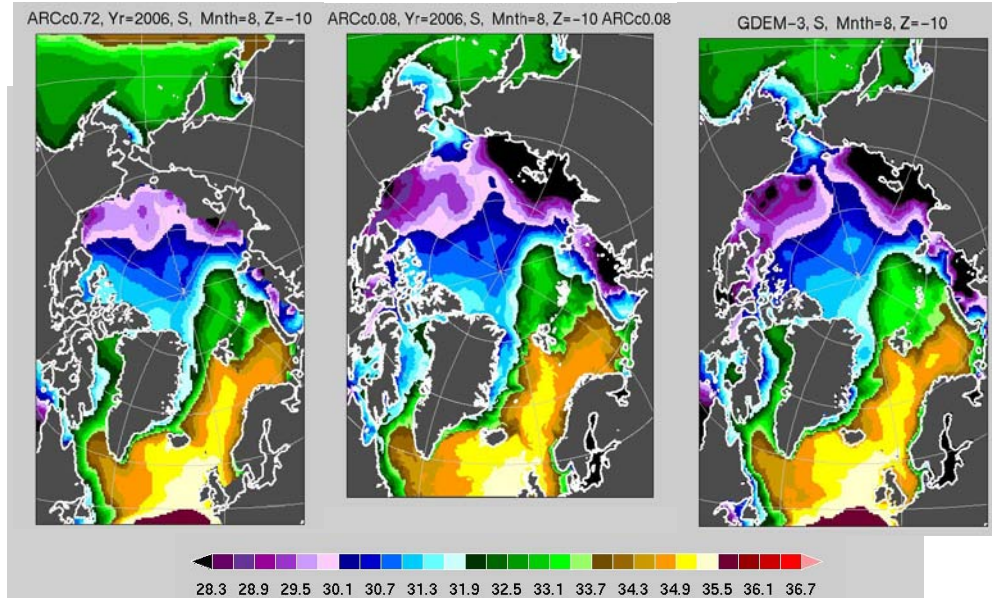 ARCc0.72, Yr=2006, S, Mnth=8, Z=-10
ARCc0.08, Yr=2006, S, Mnth=8, Z=-10 ARCc0.08
GDEM-3, S, Mnth=8, Z=-10
28.3 28.9 29.5 30.1 30.7 31.3 31.9 32.5 33.1 33.7 34.3 34.9 35.5 36.1 36.7